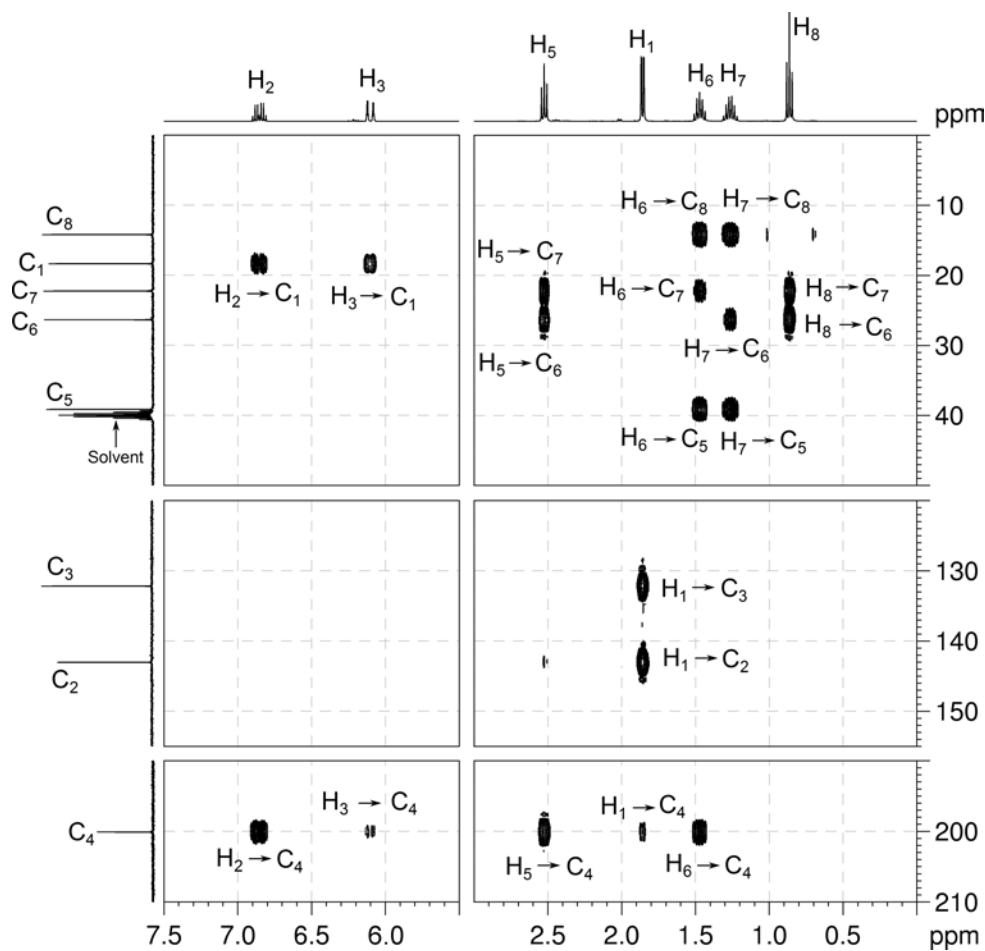 H₂ H₃ H₅ H₁ H₆ H₇ H₈
ppm
C₈
C₁
C₇
C₆
C₅
Solvent
H₆ → C₈ H₇ → C₈
H₅ → C₇
H₂ → C₁ H₃ → C₁
H₆ → C₇ H₈ → C₇
H₈ → C₆
H₇ → C₆
H₅ → C₆
H₆ → C₅ H₇ → C₅
10
20
30
40
C₃
C₂
H₁ → C₃
H₁ → C₂
130
140
150
C₄
H₃ → C₄ H₁ → C₄
H₂ → C₄ H₅ → C₄ H₆ → C₄
200
210
7.5 7.0 6.5 6.0 2.5 2.0 1.5 1.0 0.5 ppm